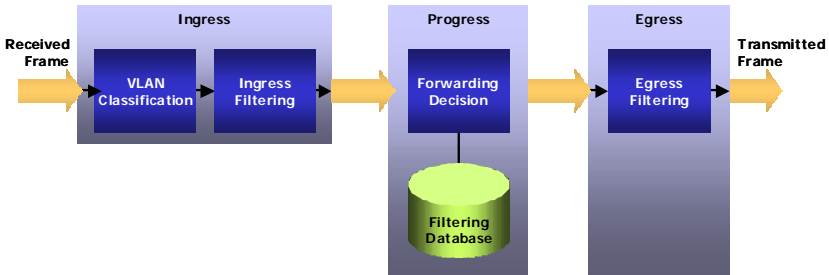 Ingress
Progress
Egress
Received
Frame
VLAN
Classification
Ingress
Filtering
Forwarding
Decision
Egress
Filtering
Transmitted
Frame
Filtering
Database